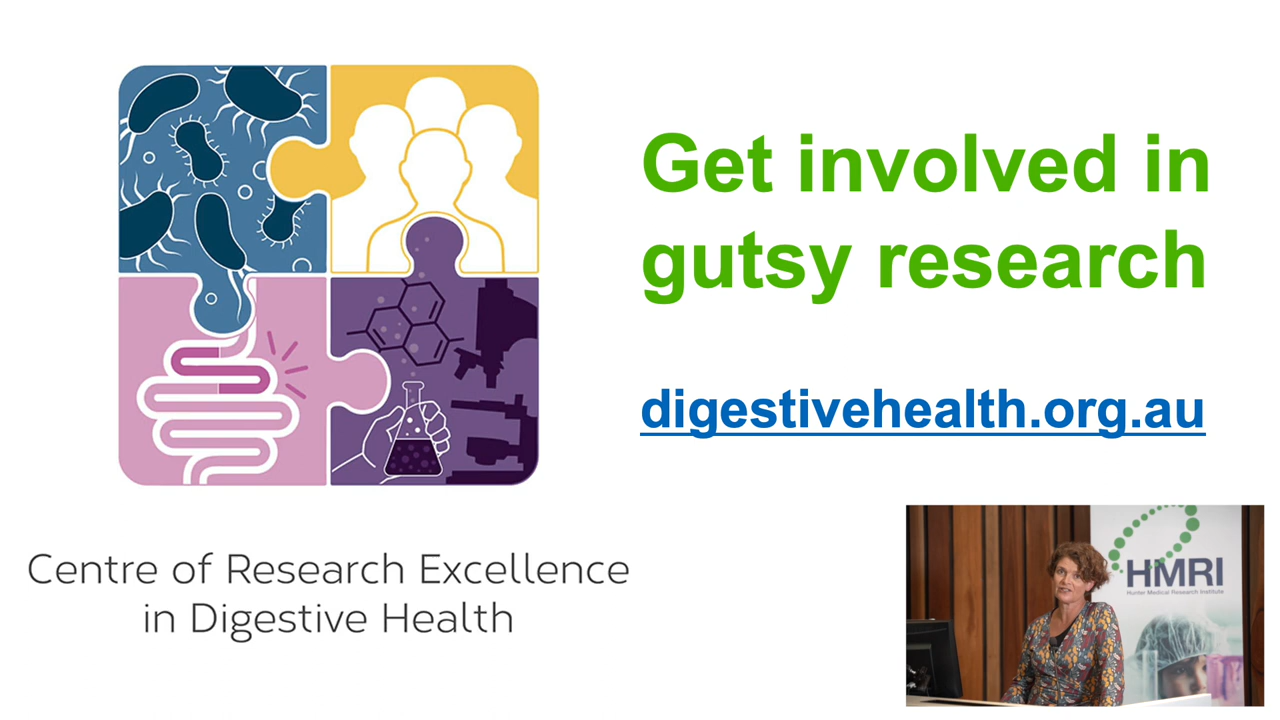 Get involved in
gutsy research
digestivehealth.org.au
Centre of Research Excellence
in Digestive Health
HMRI
Hunter Medical Research Institute